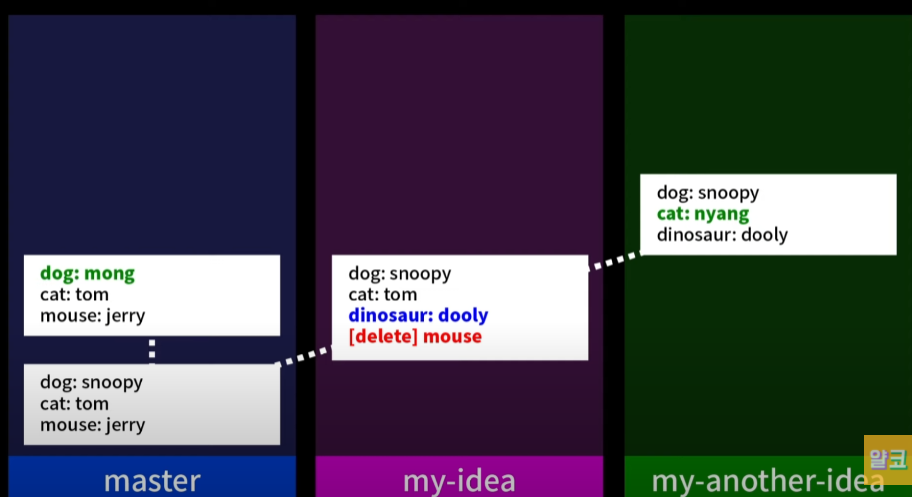 dog: mong
cat: tom
mouse: jerry
dog: snoopy
cat: tom
mouse: jerry
master
dog: snoopy
cat: tom
dinosaur: dooly
[delete] mouse
my-idea
dog: snoopy
cat: nyang
dinosaur: dooly
my-another-idea
얄코